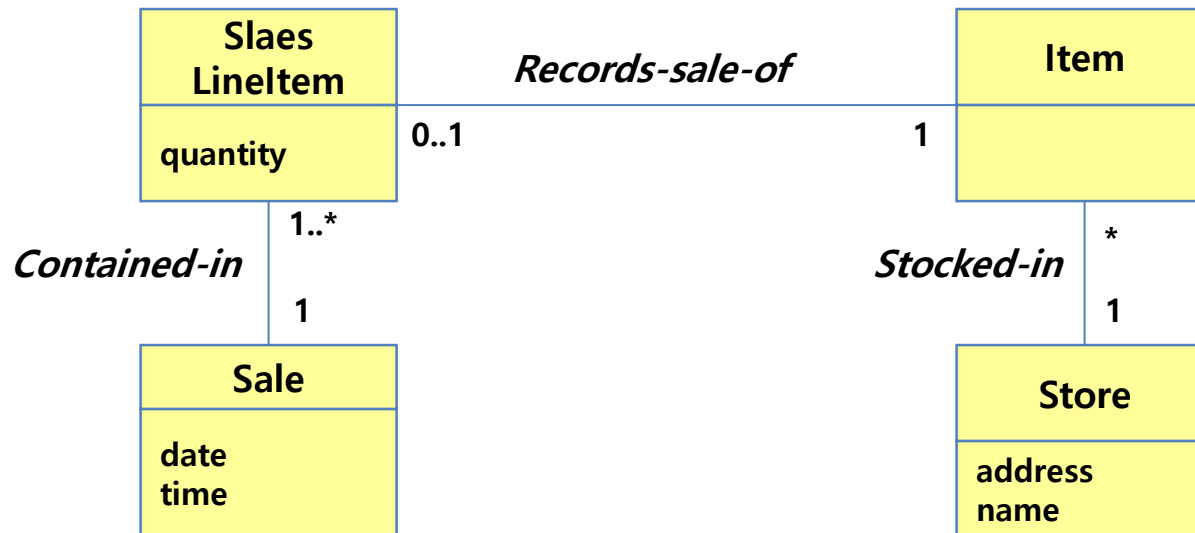 Slaes
LineItem
quantity
Records-sale-of
0..1
1
Item
1..*
Contained-in
1
*
Stocked-in
1
Sale
date
time
Store
address
name